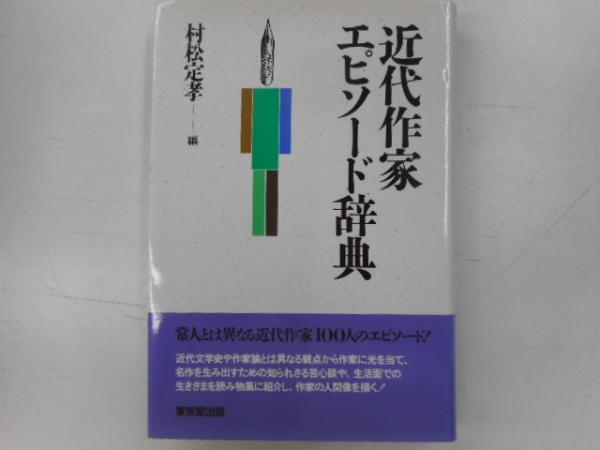 近代作家
エピソード辞典
村松定孝──編
常人とは異なる近代作家100人のエピソード!
近代文学史や作家論とは異なる観点から作家に光を当て、
名作を生み出すための知られざる苦心談や、生活面での
生きざまを読み物風に紹介し、作家の人間像を描く!
東京堂出版